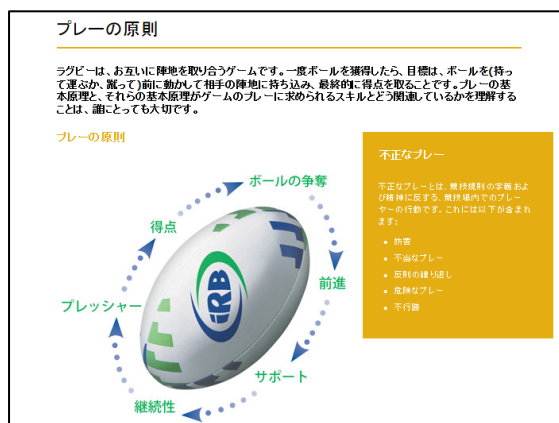 プレーの原則
ラグビーは、お互いに陣地を取り合うゲームです。一度ボールを獲得したら、目標は、ボールを(持っ
て運ぶか、蹴って)前に動かして相手の陣地に持ち込み、最終的に得点を取ることです。プレーの基
本原理と、それらの基本原理がゲームのプレーに求められるスキルとどう関連しているかを理解する
ことは、誰にとっても大切です。
プレーの原則
ボールの争奪
前進
サポート
継続性
プレッシャー
得点
iRB
不正なプレー
不正なプレーとは、競技規則の字義およ
び精神に反する、競技場内でのプレー
ヤーの行動です。これには以下が含まれ
ます:
• 妨害
• 不当なプレー
• 反則の繰り返し
• 危険なプレー
• 不行跡